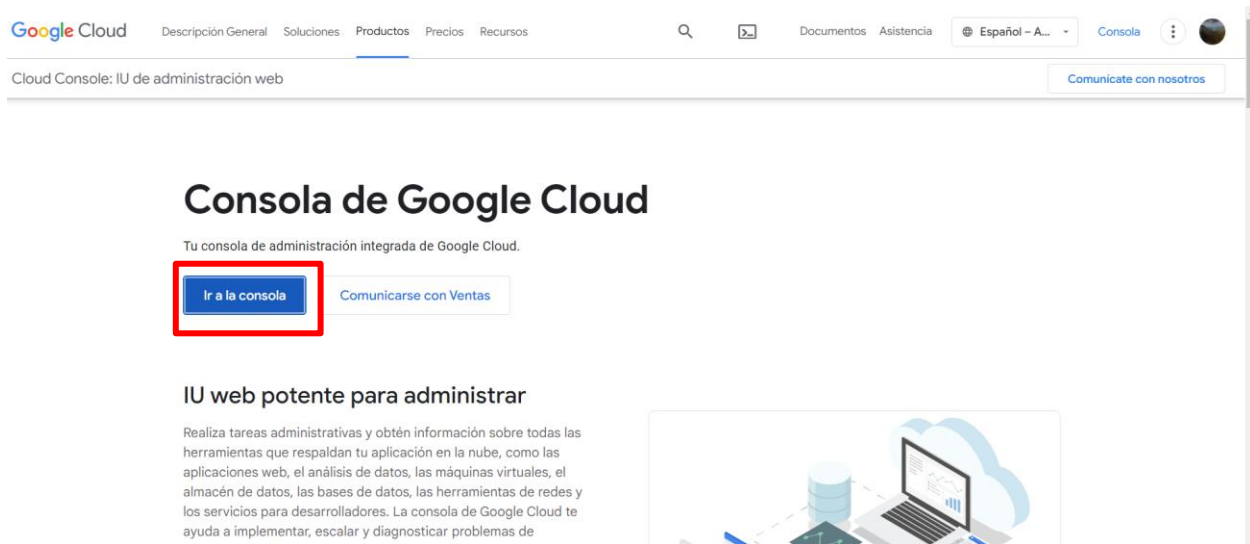 Google Cloud Descripción General Soluciones Productos Precios Recursos Documentos Asistencia Español – A... Consola
Cloud Console: IU de administración web Comunícate con nosotros
Consola de Google Cloud
Tu consola de administración integrada de Google Cloud.
Ir a la consola Comunicarse con Ventas
IU web potente para administrar
Realiza tareas administrativas y obtén información sobre todas las
herramientas que respaldan tu aplicación en la nube, como las
aplicaciones web, el análisis de datos, las máquinas virtuales, el
almacén de datos, las bases de datos, las herramientas de redes y
los servicios para desarrolladores. La consola de Google Cloud te
ayuda a implementar, escalar y diagnosticar problemas de